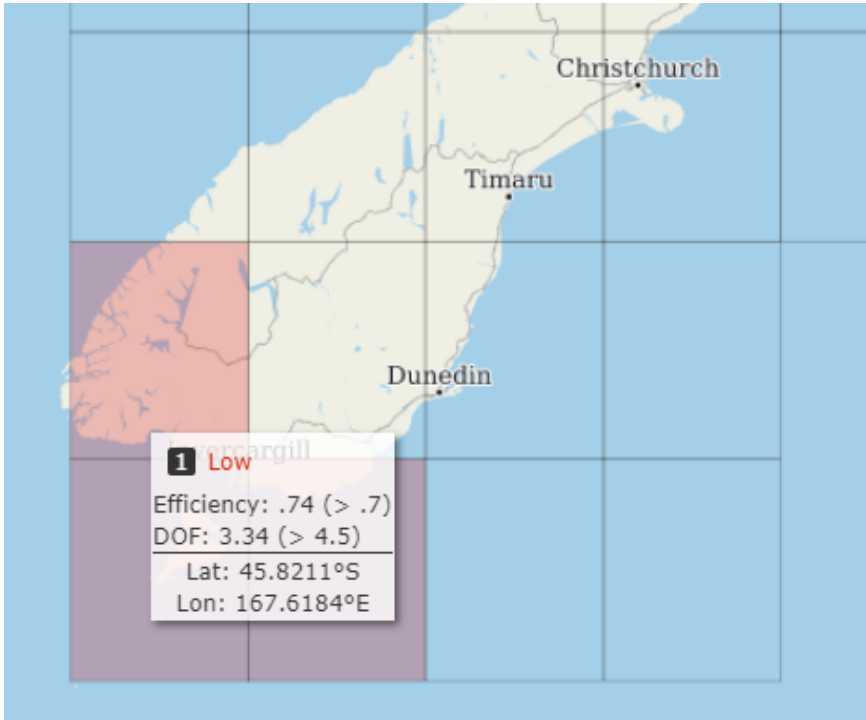 Christchurch
Timaru
Dunedin
Invercargill
1 Low
Efficiency: .74 (> .7)
DOF: 3.34 (> 4.5)
Lat: 45.8211°S
Lon: 167.6184°E